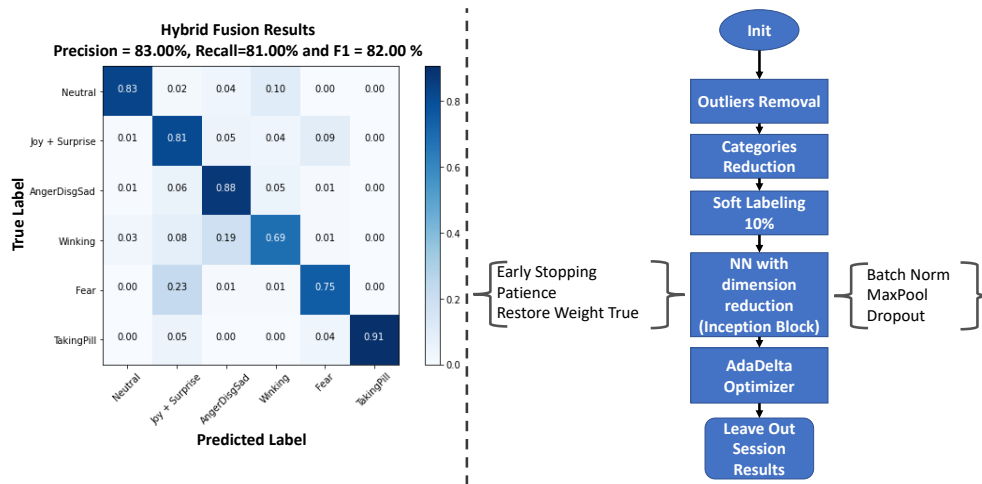 Hybrid Fusion Results
Precision = 83.00%, Recall=81.00% and F1 = 82.00 %
True Label
Neutral 0.83 0.02 0.04 0.10 0.00 0.00
Joy + Surprise 0.01 0.81 0.05 0.04 0.09 0.00
AngerDisgSad 0.01 0.06 0.88 0.05 0.01 0.00
Winking 0.03 0.08 0.19 0.69 0.01 0.00
Fear 0.00 0.23 0.01 0.01 0.75 0.00
TakingPill 0.00 0.05 0.00 0.00 0.04 0.91
Neutral
Joy + Surprise
AngerDisgSad
Winking
Fear
TakingPill
Predicted Label
0.8
0.6
0.4
0.2
0.0
Init
Outliers Removal
Categories
Reduction
Soft Labeling
10%
Early Stopping
Patience
Restore Weight True
NN with
dimension
reduction
(Inception Block)
Batch Norm
MaxPool
Dropout
AdaDelta
Optimizer
Leave Out
Session
Results